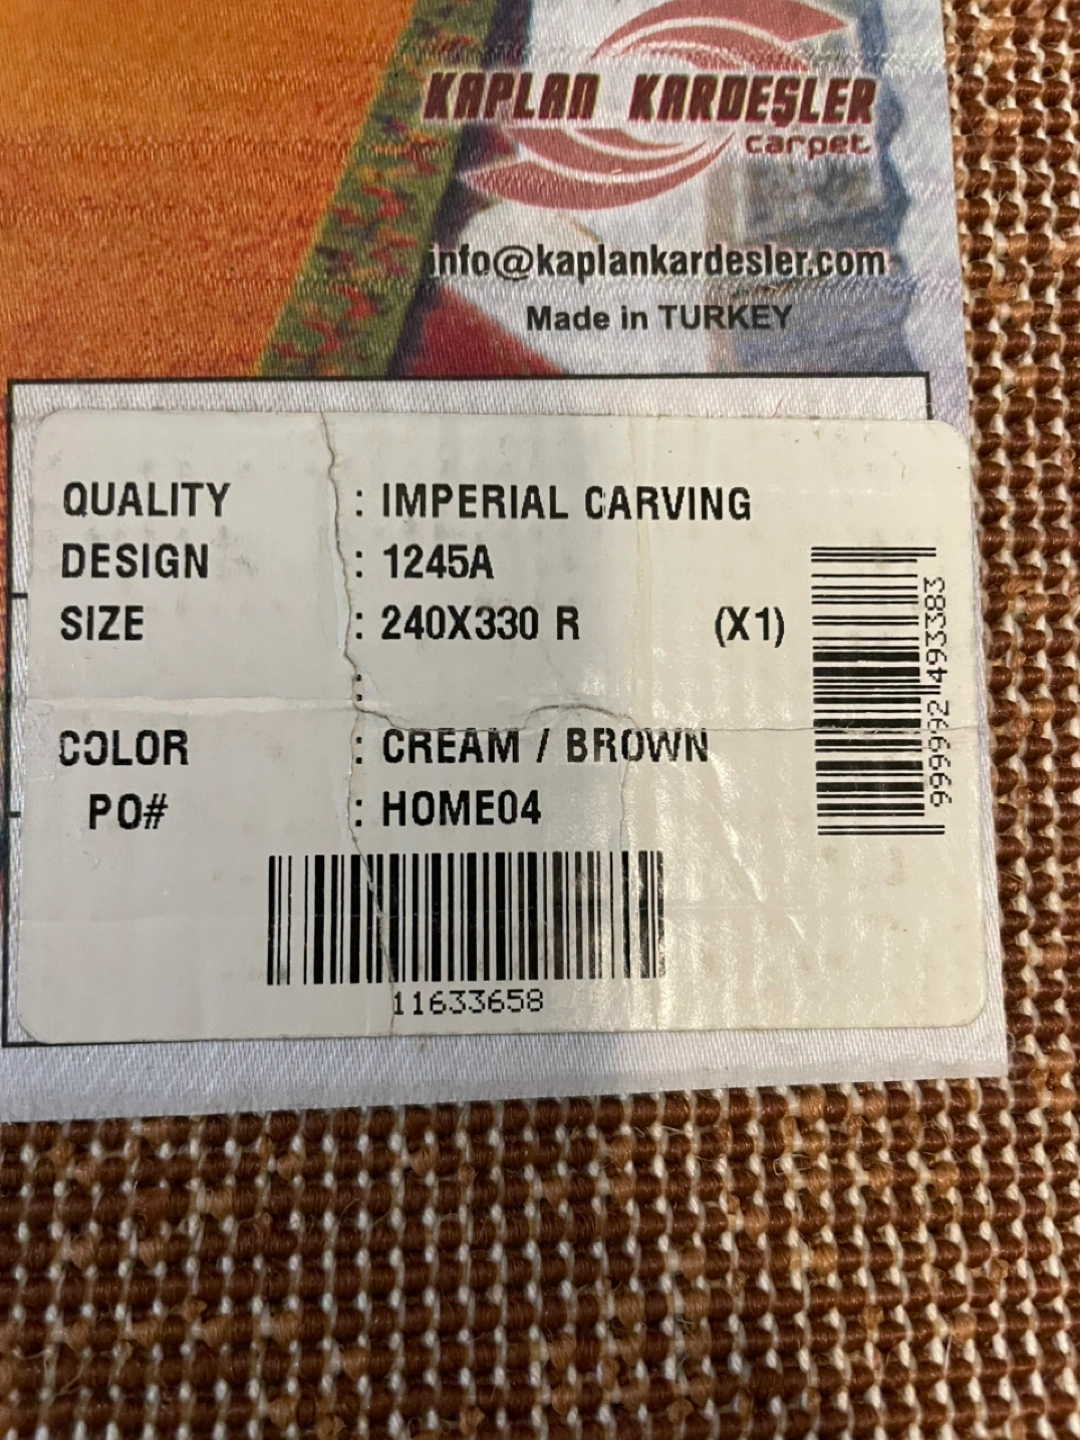 KAPLAN KARDEŞLER
carpet
info@kaplankardesler.com
Made in TURKEY
QUALITY : IMPERIAL CARVING
DESIGN : 1245A
SIZE : 240X330 R (X1)
:
COLOR : CREAM / BROWN
PO# : HOME04
11633658
999992493383